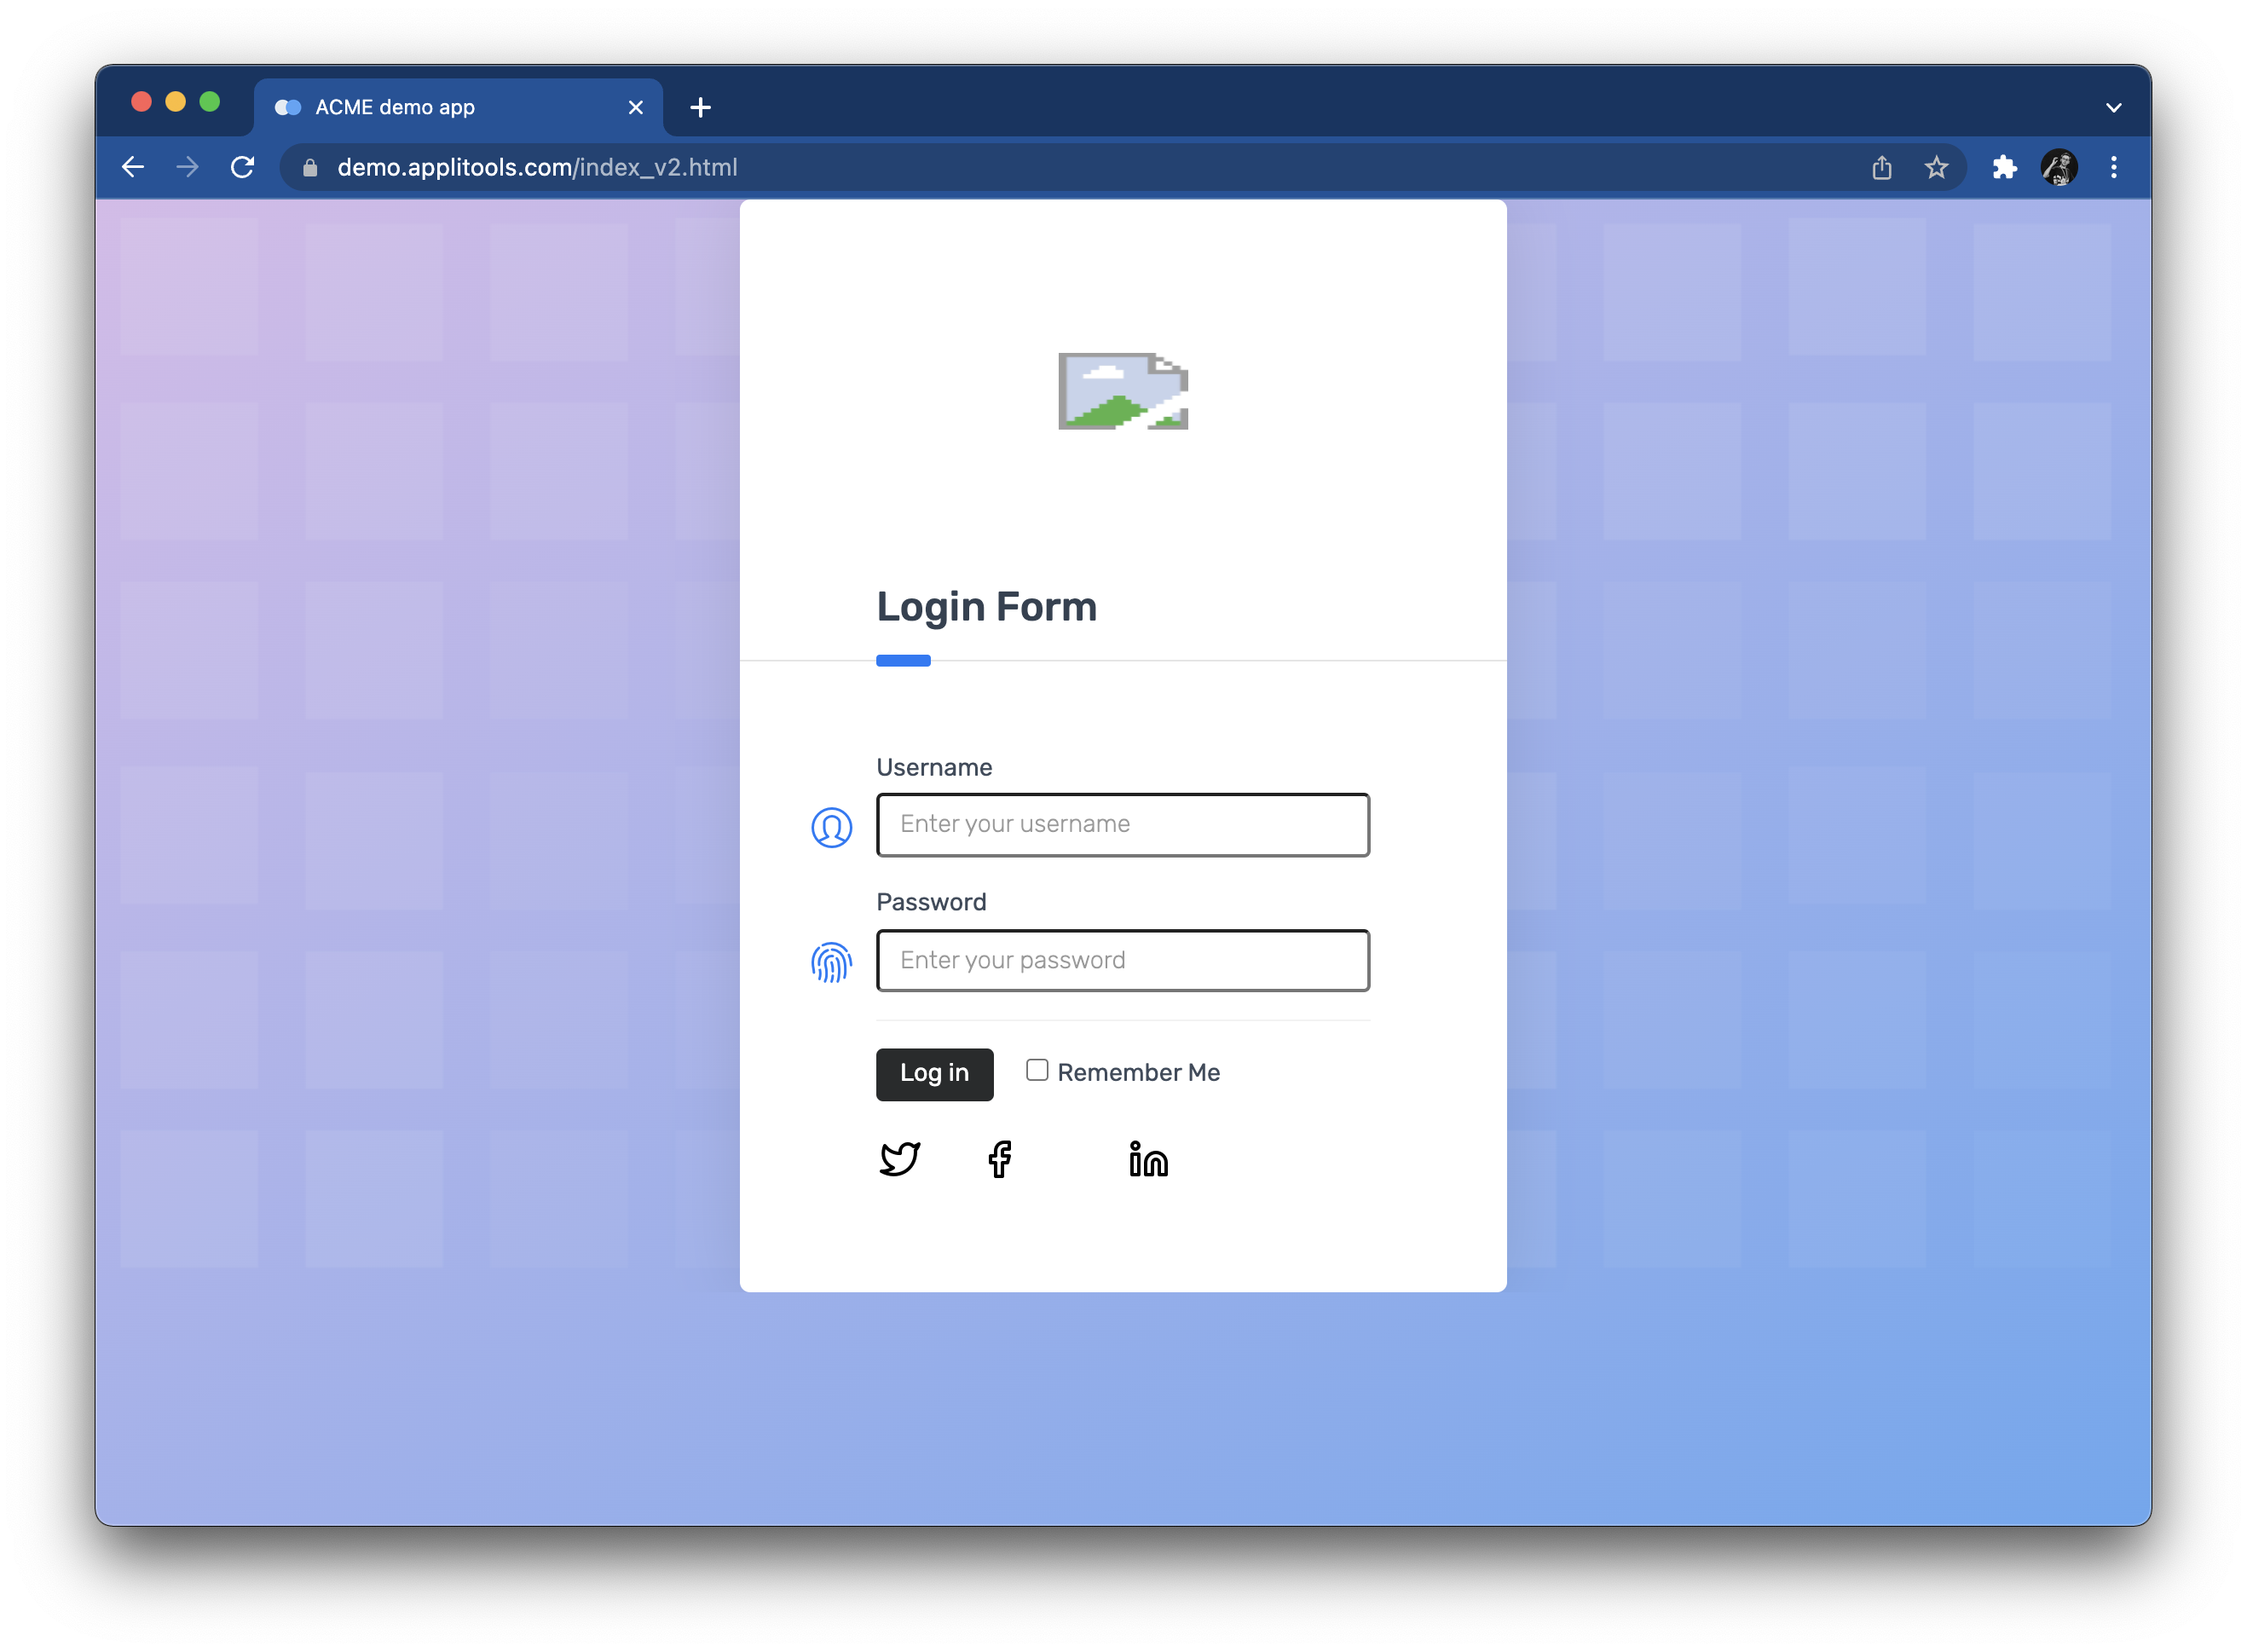 ACME demo app
demo.applitools.com/index_v2.html
Login Form
Username
Enter your username
Password
Enter your password
Log in
Remember Me